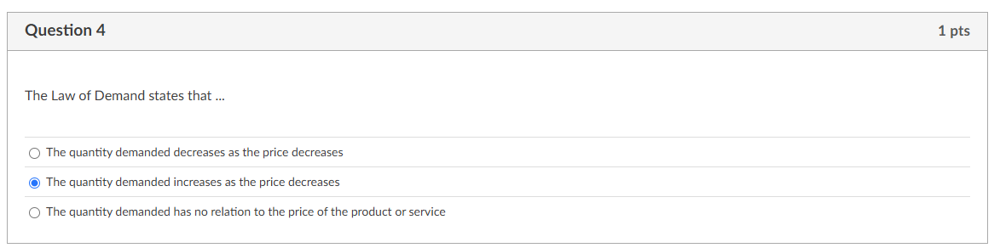 Question 4
1 pts
The Law of Demand states that ...
The quantity demanded decreases as the price decreases
The quantity demanded increases as the price decreases
The quantity demanded has no relation to the price of the product or service